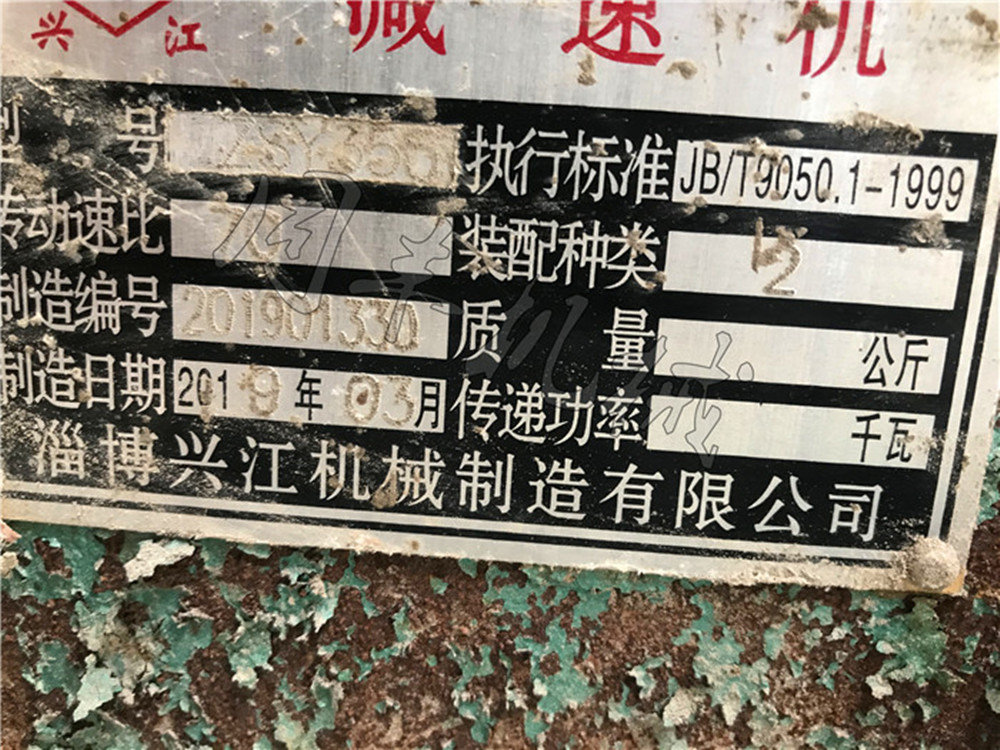 兴江 减速机
型号 ZSY355 执行标准 JB/T9050.1-1999
传动速比 装配种类 12
制造编号 201901330 质量 公斤
制造日期 2019年03月 传递功率 千瓦
淄博兴江机械制造有限公司